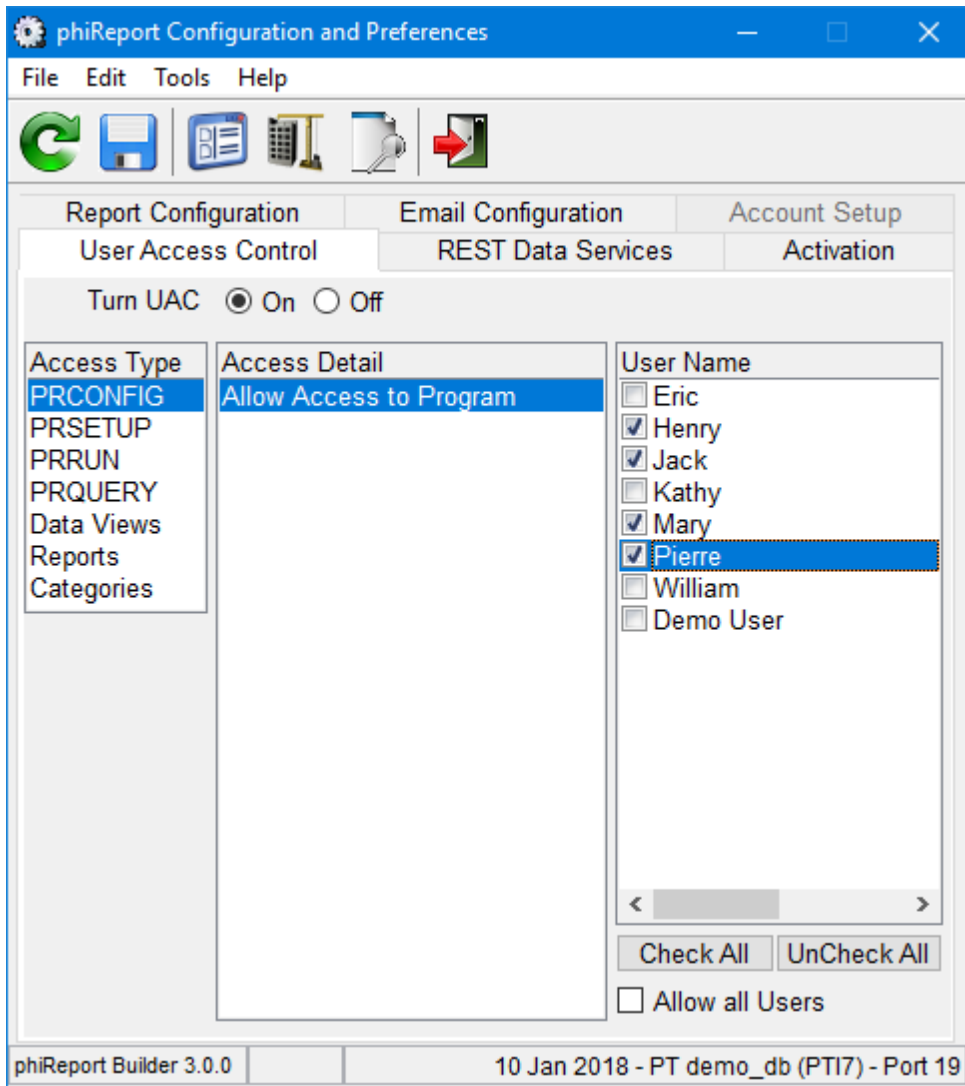 phiReport Configuration and Preferences
File Edit Tools Help
Report Configuration Email Configuration Account Setup
User Access Control REST Data Services Activation
Turn UAC On Off
Access Type
PRCONFIG
PRSETUP
PRRUN
PRQUERY
Data Views
Reports
Categories
Access Detail
Allow Access to Program
User Name
Eric
Henry
Jack
Kathy
Mary
Pierre
William
Demo User
Check All UnCheck All
Allow all Users
phiReport Builder 3.0.0 10 Jan 2018 - PT demo_db (PTI7) - Port 19